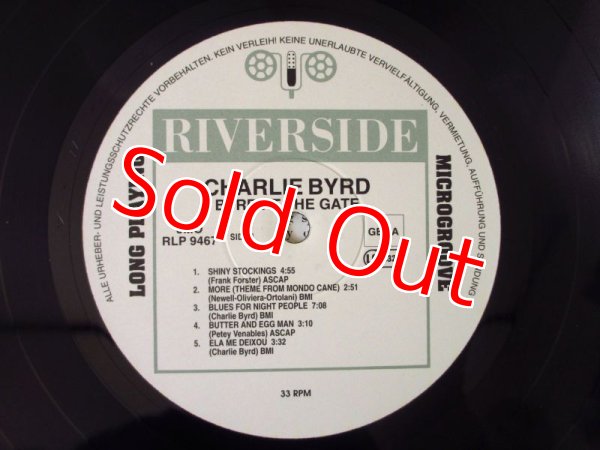 ALLE URHEBER- UND LEISTUNGSSCHUTZRECHTE VORBEHALTEN. KEIN VERLEIH! KEINE UNERLAUBTE VERVIELFÄLTIGUNG, VERMIETUNG, AUFFÜHRUNG UND SENDUNG
RIVERSIDE
LONG PLAYING
MICROGROOVE
CHARLIE BYRD
THE GATE
RLP 9467
1. SHINY STOCKINGS 4:55
(Frank Forster) ASCAP
2. MORE (THEME FROM MONDO CANE) 2:51
(Newell-Oliviera-Ortolani) BMI
3. BLUES FOR NIGHT PEOPLE 7:08
(Charlie Byrd) BMI
4. BUTTER AND EGG MAN 3:10
(Petey Venables) ASCAP
5. ELA ME DEIXOU 3:32
(Charlie Byrd) BMI
33 RPM
Sold Out